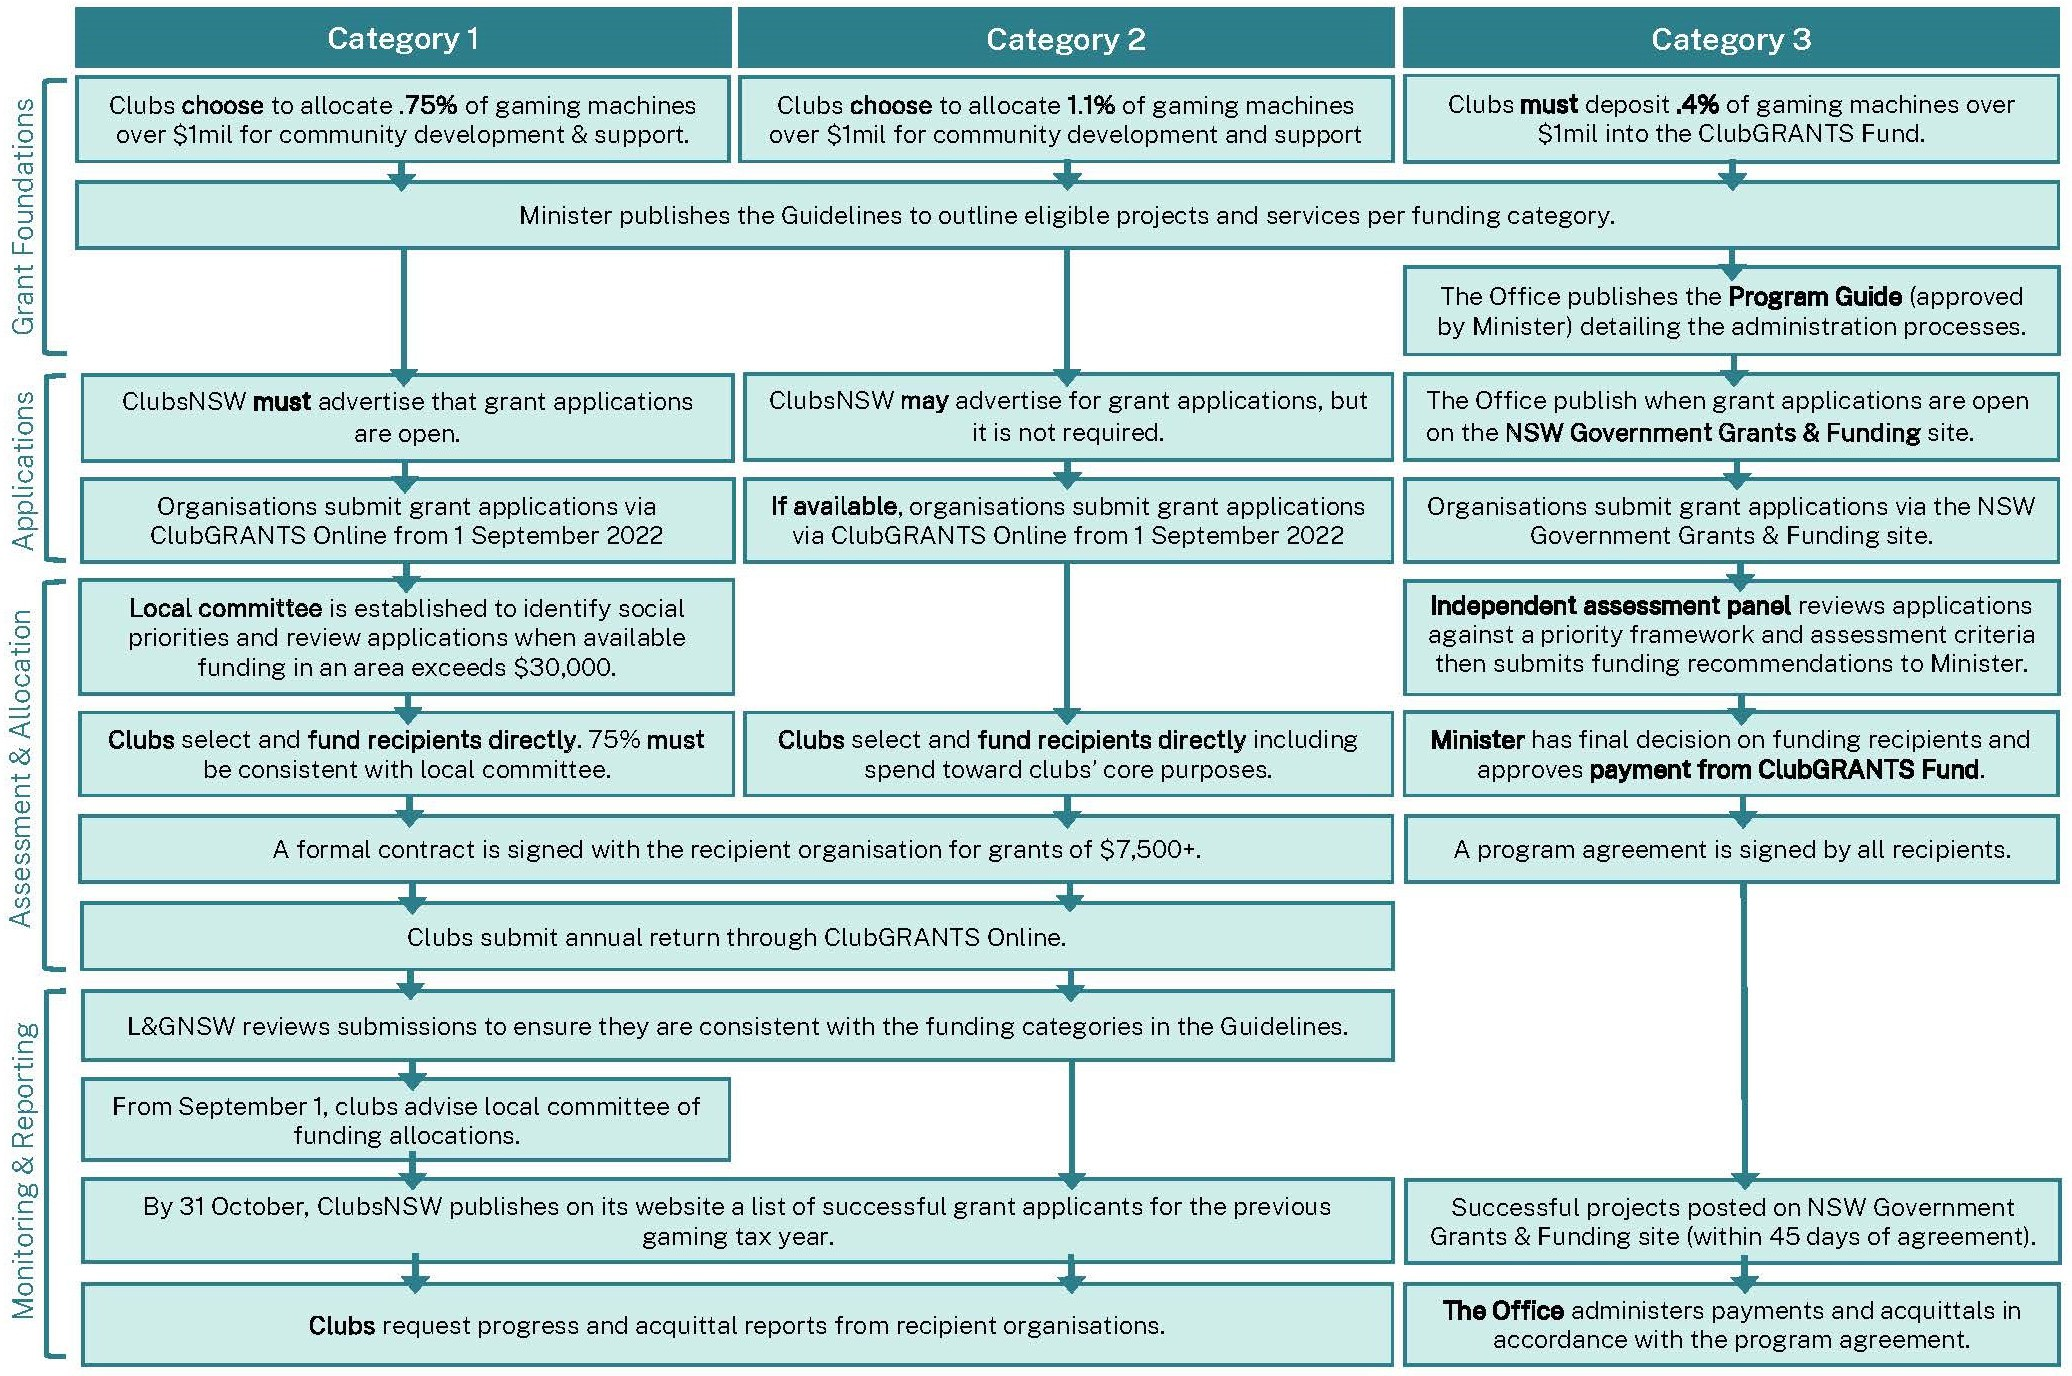 Category 1
Category 2
Category 3
Grant Foundations
Clubs choose to allocate .75% of gaming machines
over $1mil for community development & support.
Clubs choose to allocate 1.1% of gaming machines
over $1mil for community development and support
Clubs must deposit .4% of gaming machines over
$1mil into the ClubGRANTS Fund.
Minister publishes the Guidelines to outline eligible projects and services per funding category.
The Office publishes the Program Guide (approved
by Minister) detailing the administration processes.
Applications
ClubsNSW must advertise that grant applications
are open.
ClubsNSW may advertise for grant applications, but
it is not required.
The Office publish when grant applications are open
on the NSW Government Grants & Funding site.
Organisations submit grant applications via
ClubGRANTS Online from 1 September 2022
If available, organisations submit grant applications
via ClubGRANTS Online from 1 September 2022
Organisations submit grant applications via the NSW
Government Grants & Funding site.
Assessment & Allocation
Local committee is established to identify social
priorities and review applications when available
funding in an area exceeds $30,000.
Independent assessment panel reviews applications
against a priority framework and assessment criteria
then submits funding recommendations to Minister.
Clubs select and fund recipients directly. 75% must
be consistent with local committee.
Clubs select and fund recipients directly including
spend toward clubs’ core purposes.
Minister has final decision on funding recipients and
approves payment from ClubGRANTS Fund.
A formal contract is signed with the recipient organisation for grants of $7,500+.
A program agreement is signed by all recipients.
Clubs submit annual return through ClubGRANTS Online.
Monitoring & Reporting
L&GNSW reviews submissions to ensure they are consistent with the funding categories in the Guidelines.
From September 1, clubs advise local committee of
funding allocations.
By 31 October, ClubsNSW publishes on its website a list of successful grant applicants for the previous
gaming tax year.
Successful projects posted on NSW Government
Grants & Funding site (within 45 days of agreement).
Clubs request progress and acquittal reports from recipient organisations.
The Office administers payments and acquittals in
accordance with the program agreement.